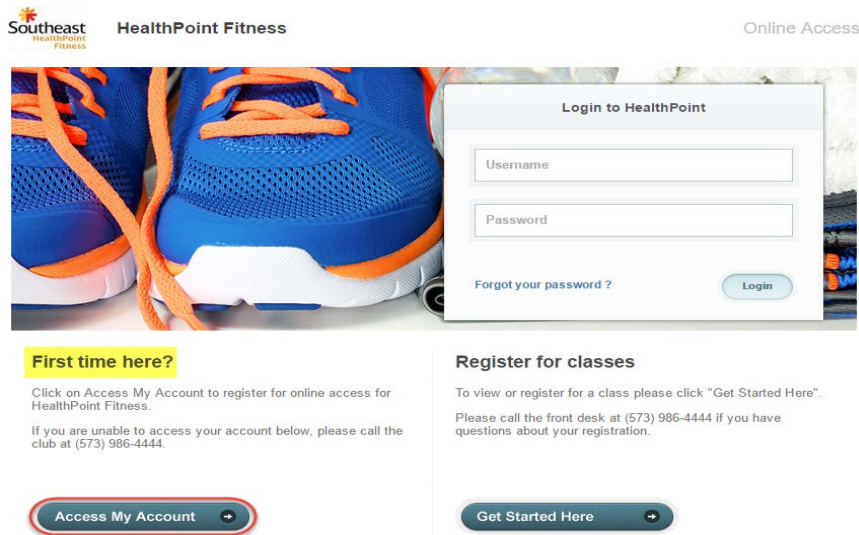 Southeast
HealthPoint
Fitness
HealthPoint Fitness
Online Access
Login to HealthPoint
Username
Password
Forgot your password ?
Login
First time here?
Click on Access My Account to register for online access for
HealthPoint Fitness.
If you are unable to access your account below, please call the
club at (573) 986-4444.
Access My Account
Register for classes
To view or register for a class please click "Get Started Here".
Please call the front desk at (573) 986-4444 if you have
questions about your registration.
Get Started Here